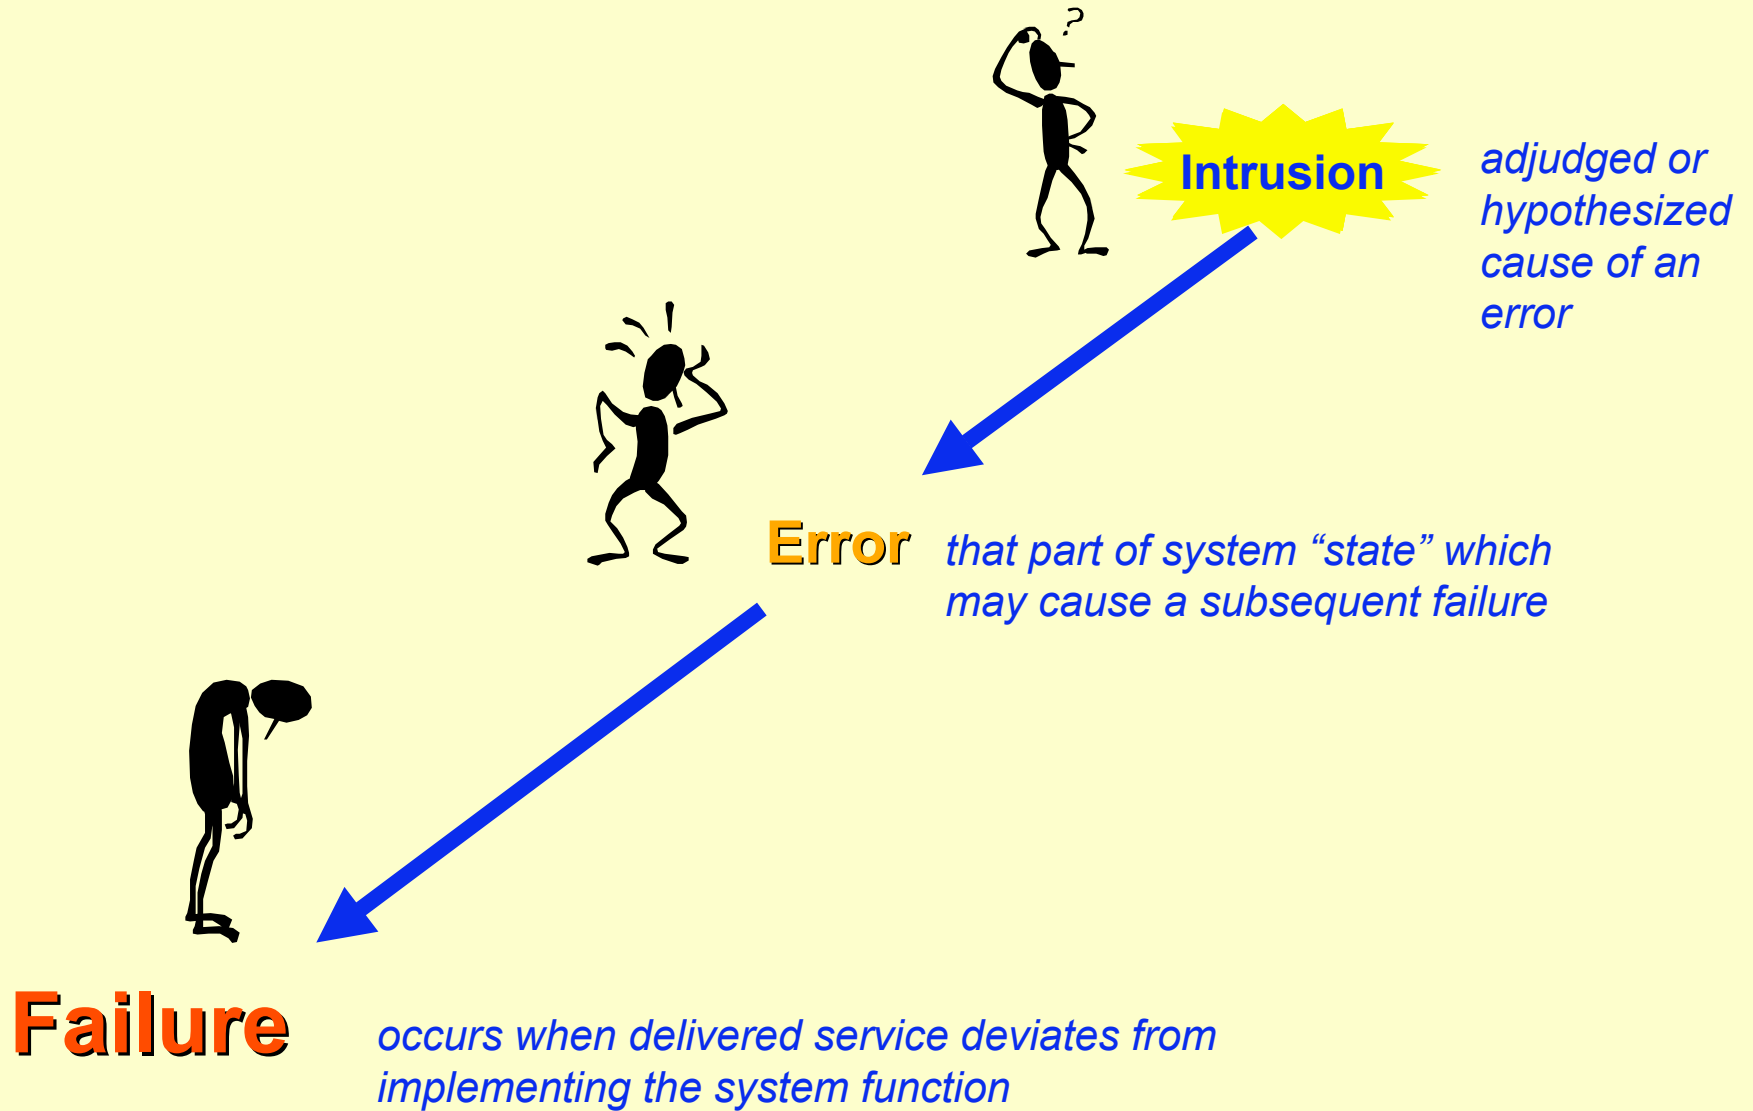 ?
Intrusion
adjudged or
hypothesized
cause of an
error
Error
that part of system “state” which
may cause a subsequent failure
Failure
occurs when delivered service deviates from
implementing the system function